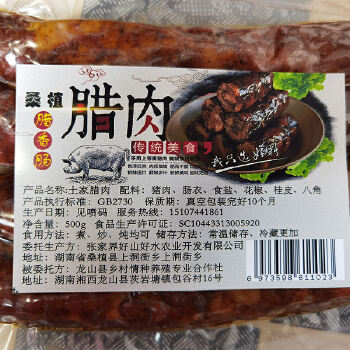 桑植
腊香肠
腊肉
传统美食
我只选好的
产品名称:土家腊肉 配料:猪肉、肠衣、食盐、花椒、桂皮、八角
产品执行标准:GB2730 保质期:真空包装完好10个月
生产日期:见喷码 服务热线:15107441861
净含量:500g 食品生产许可证:SC10443313005920
食用方法:煮、炒、炖均可 储存方法:常温储存、冷藏更加
委托生产方:张家界好山好水农业开发有限公司
地址:湖南省桑植县上洞街乡上洞街乡
被委托方:龙山县乡村情种养殖专业合作社
地址:湖南湘西龙山县茨岩塘镇包谷村16号
6973598611023